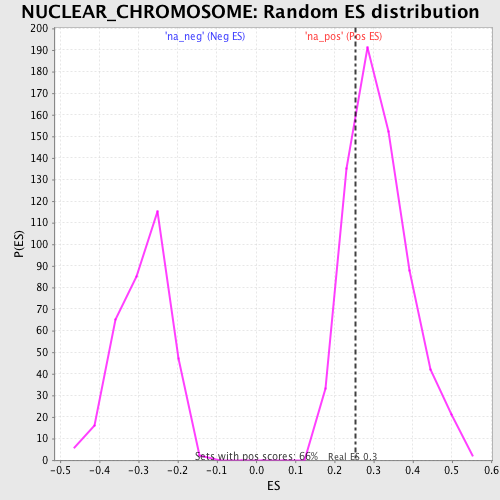 NUCLEAR_CHROMOSOME: Random ES distribution
'na_neg' (Neg ES)
'na_pos' (Pos ES)
200
190
180
170
160
150
140
130
120
110
100
90
80
70
60
50
40
30
20
10
0
P(ES)
Sets with pos scores: 66%
Real ES 0.3
-0.5 -0.4 -0.3 -0.2 -0.1 0.0 0.1 0.2 0.3 0.4 0.5 0.6
ES